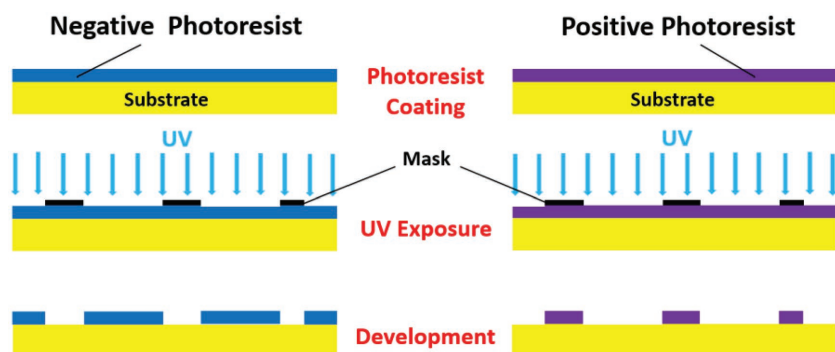 Negative Photoresist
Positive Photoresist
Photoresist
Coating
Substrate
Substrate
UV
UV
Mask
UV Exposure
Development